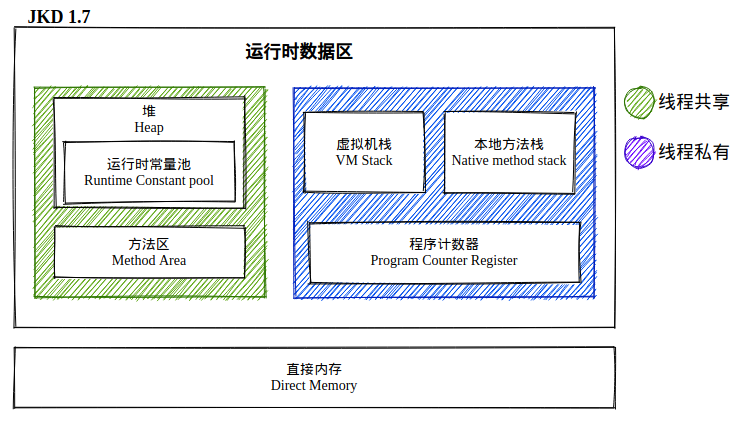 JKD 1.7
运行时数据区
堆
Heap
运行时常量池
Runtime Constant pool
方法区
Method Area
虚拟机栈
VM Stack
本地方法栈
Native method stack
程序计数器
Program Counter Register
线程共享
线程私有
直接内存
Direct Memory